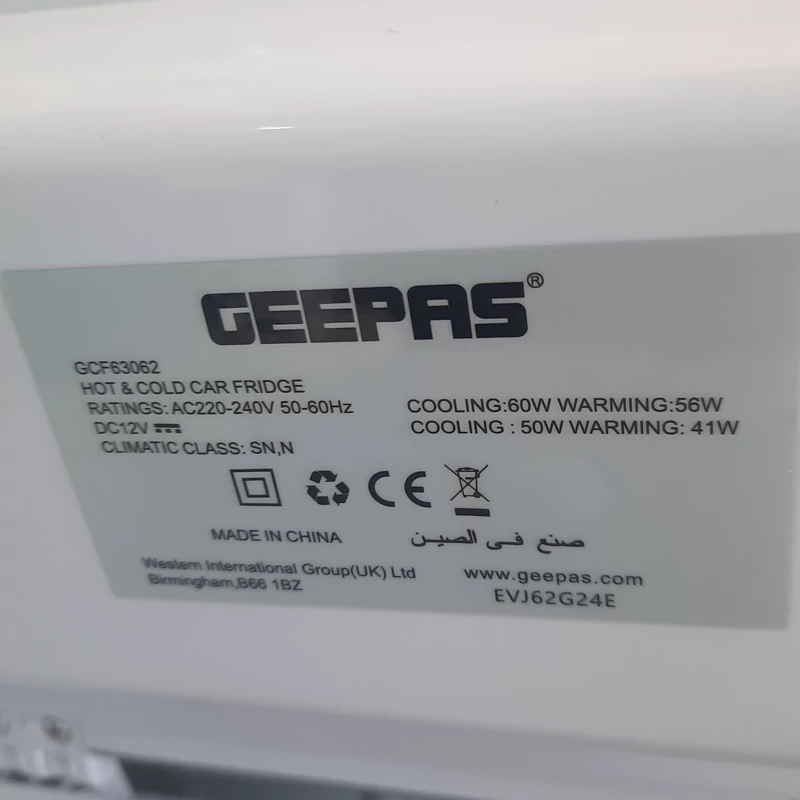 GEEPAS®
GCF63062
HOT & COLD CAR FRIDGE
RATINGS: AC220-240V 50-60Hz COOLING:60W WARMING:56W
DC12V COOLING : 50W WARMING: 41W
CLIMATIC CLASS: SN,N
CE
MADE IN CHINA صنع في الصين
Western International Group(UK) Ltd www.geepas.com
Birmingham,B66 1BZ EVJ62G24E